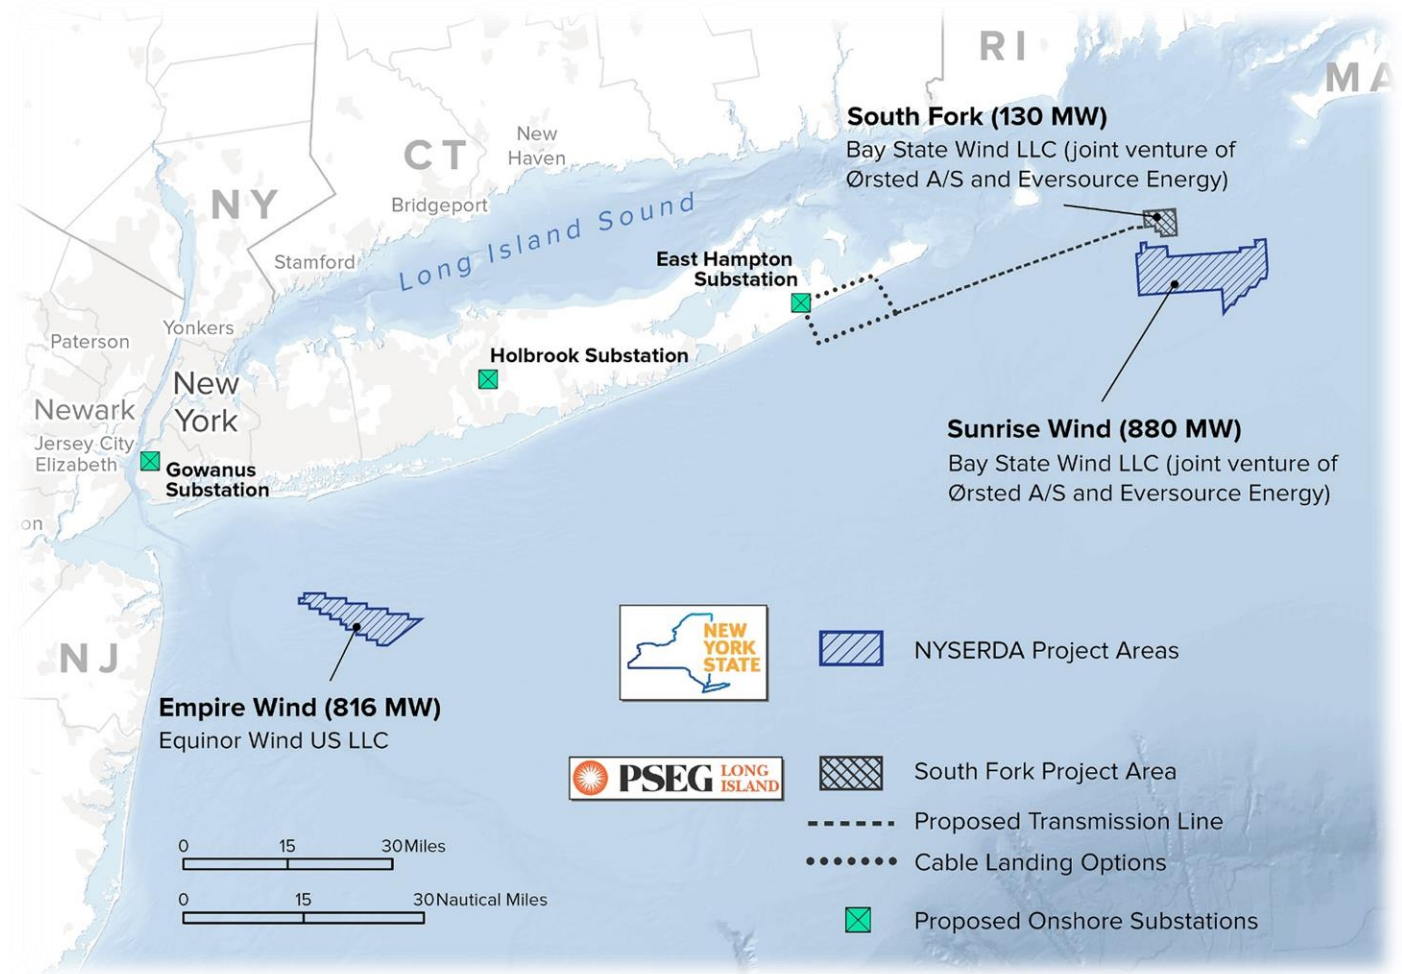 RI
MA
South Fork (130 MW)
Bay State Wind LLC (joint venture of
Ørsted A/S and Eversource Energy)
CT
New
Haven
NY
Bridgeport
Long Island Sound
Stamford
East Hampton
Substation
Yonkers
Paterson
Holbrook Substation
New
York
Newark
Jersey City
Elizabeth
Gowanus
Substation
on
Sunrise Wind (880 MW)
Bay State Wind LLC (joint venture of
Ørsted A/S and Eversource Energy)
NJ
Empire Wind (816 MW)
Equinor Wind US LLC
NEW
YORK
STATE
NYSERDA Project Areas
PSEG LONG
ISLAND
South Fork Project Area
Proposed Transmission Line
Cable Landing Options
Proposed Onshore Substations
0 15 30 Miles
0 15 30 Nautical Miles